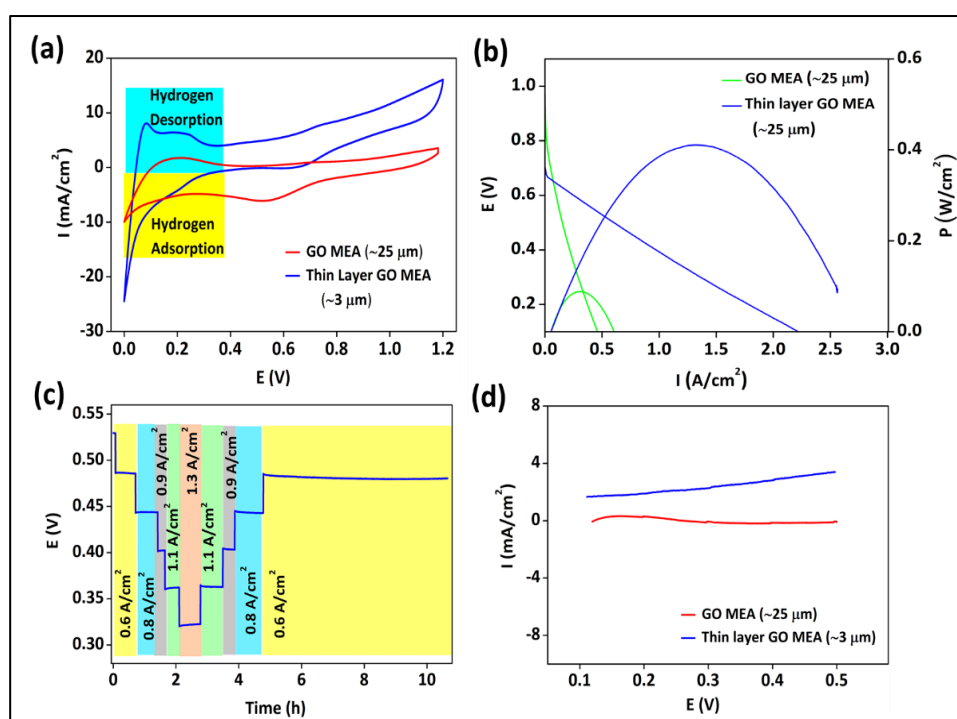 (a)
20
10
0
-10
-20
-30
I (mA/cm²)
Hydrogen
Desorption
Hydrogen
Adsorption
GO MEA (~25 µm)
Thin Layer GO MEA
(~3 µm)
0.0 0.2 0.4 0.6 0.8 1.0 1.2
E (V)
(b)
1.0
0.8
0.6
0.4
0.2
E (V)
GO MEA (~25 µm)
Thin layer GO MEA
(~25 µm)
0.6
0.4
0.2
0.0
P (W/cm²)
0.0 0.5 1.0 1.5 2.0 2.5 3.0
I (A/cm²)
(c)
0.55
0.50
0.45
0.40
0.35
0.30
E (V)
0.6 A/cm²
0.8 A/cm²
0.9 A/cm²
1.1 A/cm²
1.3 A/cm²
1.1 A/cm²
0.9 A/cm²
0.8 A/cm²
0.6 A/cm²
0 2 4 6 8 10
Time (h)
(d)
8
4
0
-4
-8
I (mA/cm²)
GO MEA (~25 µm)
Thin layer GO MEA (~3 µm)
0.1 0.2 0.3 0.4 0.5
E (V)